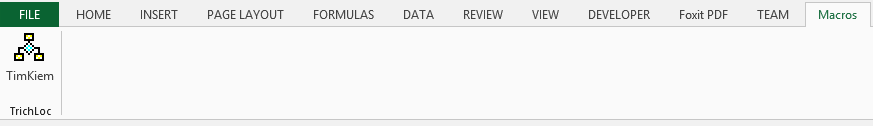 FILE HOME INSERT PAGE LAYOUT FORMULAS DATA REVIEW VIEW DEVELOPER Foxit PDF TEAM Macros
TimKiem
TrichLoc